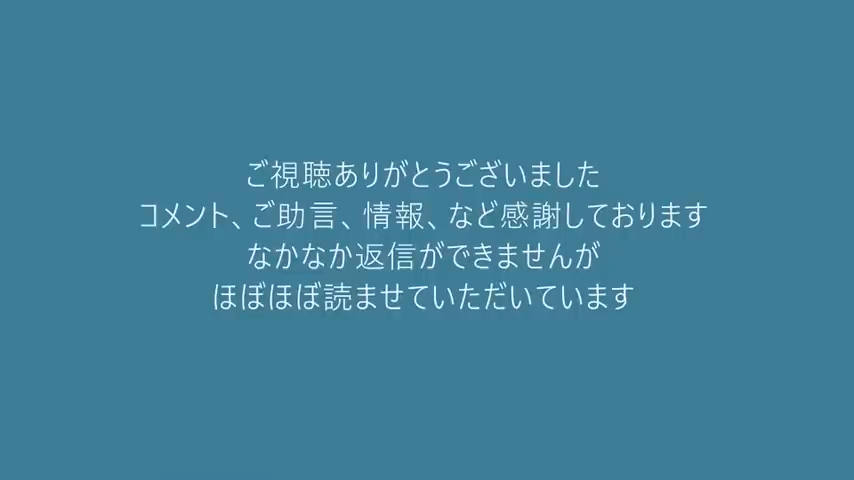 ご視聴ありがとうございました
コメント、ご助言、情報、など感謝しております
なかなか返信ができませんが
ほぼほぼ読ませていただいています